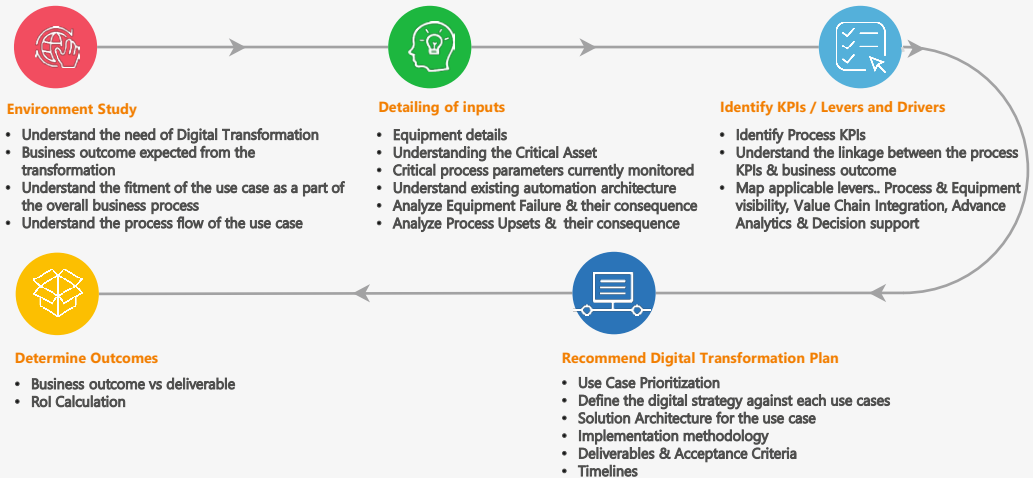 Environment Study
• Understand the need of Digital Transformation
• Business outcome expected from the
transformation
• Understand the fitment of the use case as a part of
the overall business process
• Understand the process flow of the use case
Detailing of inputs
• Equipment details
• Understanding the Critical Asset
• Critical process parameters currently monitored
• Understand existing automation architecture
• Analyze Equipment Failure & their consequence
• Analyze Process Upsets & their consequence
Identify KPIs / Levers and Drivers
• Identify Process KPIs
• Understand the linkage between the process
KPIs & business outcome
• Map applicable levers.. Process & Equipment
visibility, Value Chain Integration, Advance
Analytics & Decision support
Recommend Digital Transformation Plan
• Use Case Prioritization
• Define the digital strategy against each use cases
• Solution Architecture for the use case
• Implementation methodology
• Deliverables & Acceptance Criteria
• Timelines
Determine Outcomes
• Business outcome vs deliverable
• RoI Calculation